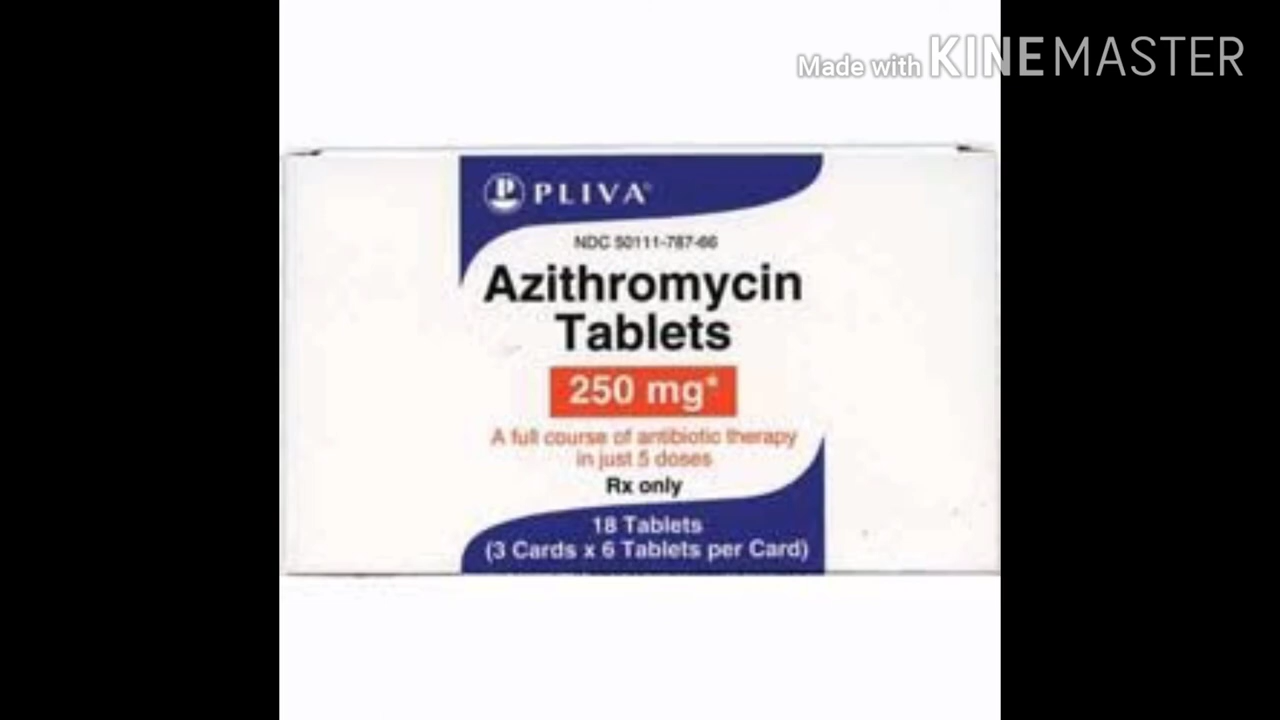 Made with KINEMASTER
PLIVA®
NDC 50111-787-66
Azithromycin
Tablets
250 mg*
A full course of antibiotic therapy
in just 5 doses
Rx only
18 Tablets
(3 Cards x 6 Tablets per Card)